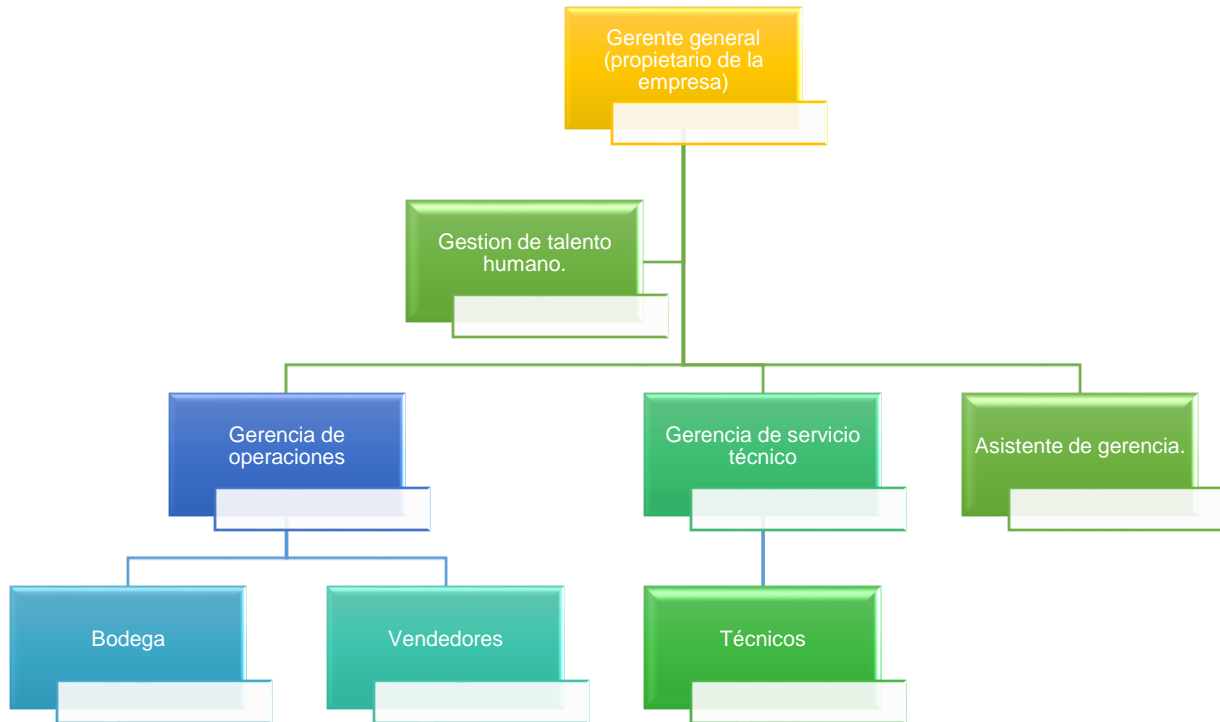 Gerente general
(propietario de la
empresa)
Gestion de talento
humano.
Gerencia de
operaciones
Gerencia de servicio
técnico
Asistente de gerencia.
Bodega
Vendedores
Técnicos